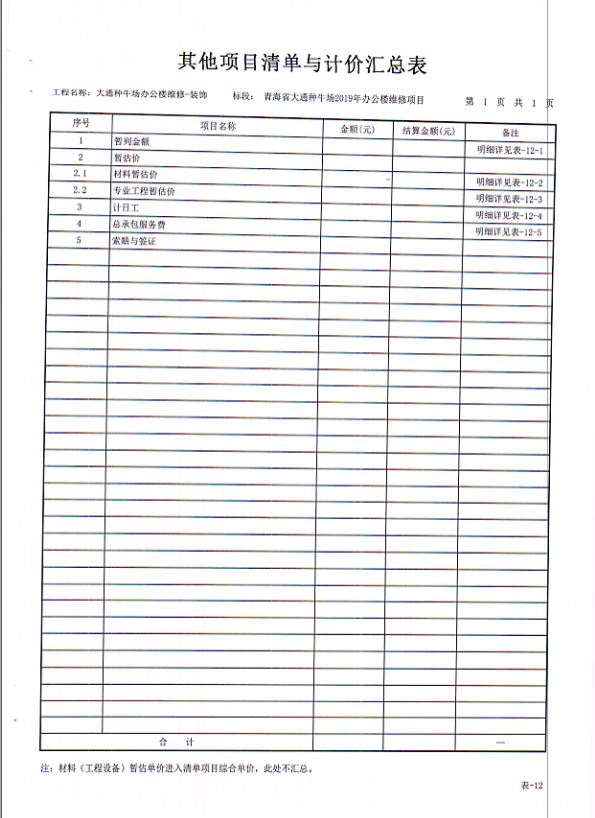 其他项目清单与计价汇总表
工程名称：大通种牛场办公楼维修-装饰 标段： 青海省大通种牛场2019年办公楼维修项目 第 1 页 共 1 页
序号 项目名称 金额(元) 结算金额(元) 备注
1 暂列金额 明细详见表-12-1
2 暂估价
2.1 材料暂估价 - 明细详见表-12-2
2.2 专业工程暂估价 明细详见表-12-3
3 计日工 明细详见表-12-4
4 总承包服务费 明细详见表-12-5
5 索赔与签证
合 计 —
注：材料（工程设备）暂估单价进入清单项目综合单价，此处不汇总。
表-12